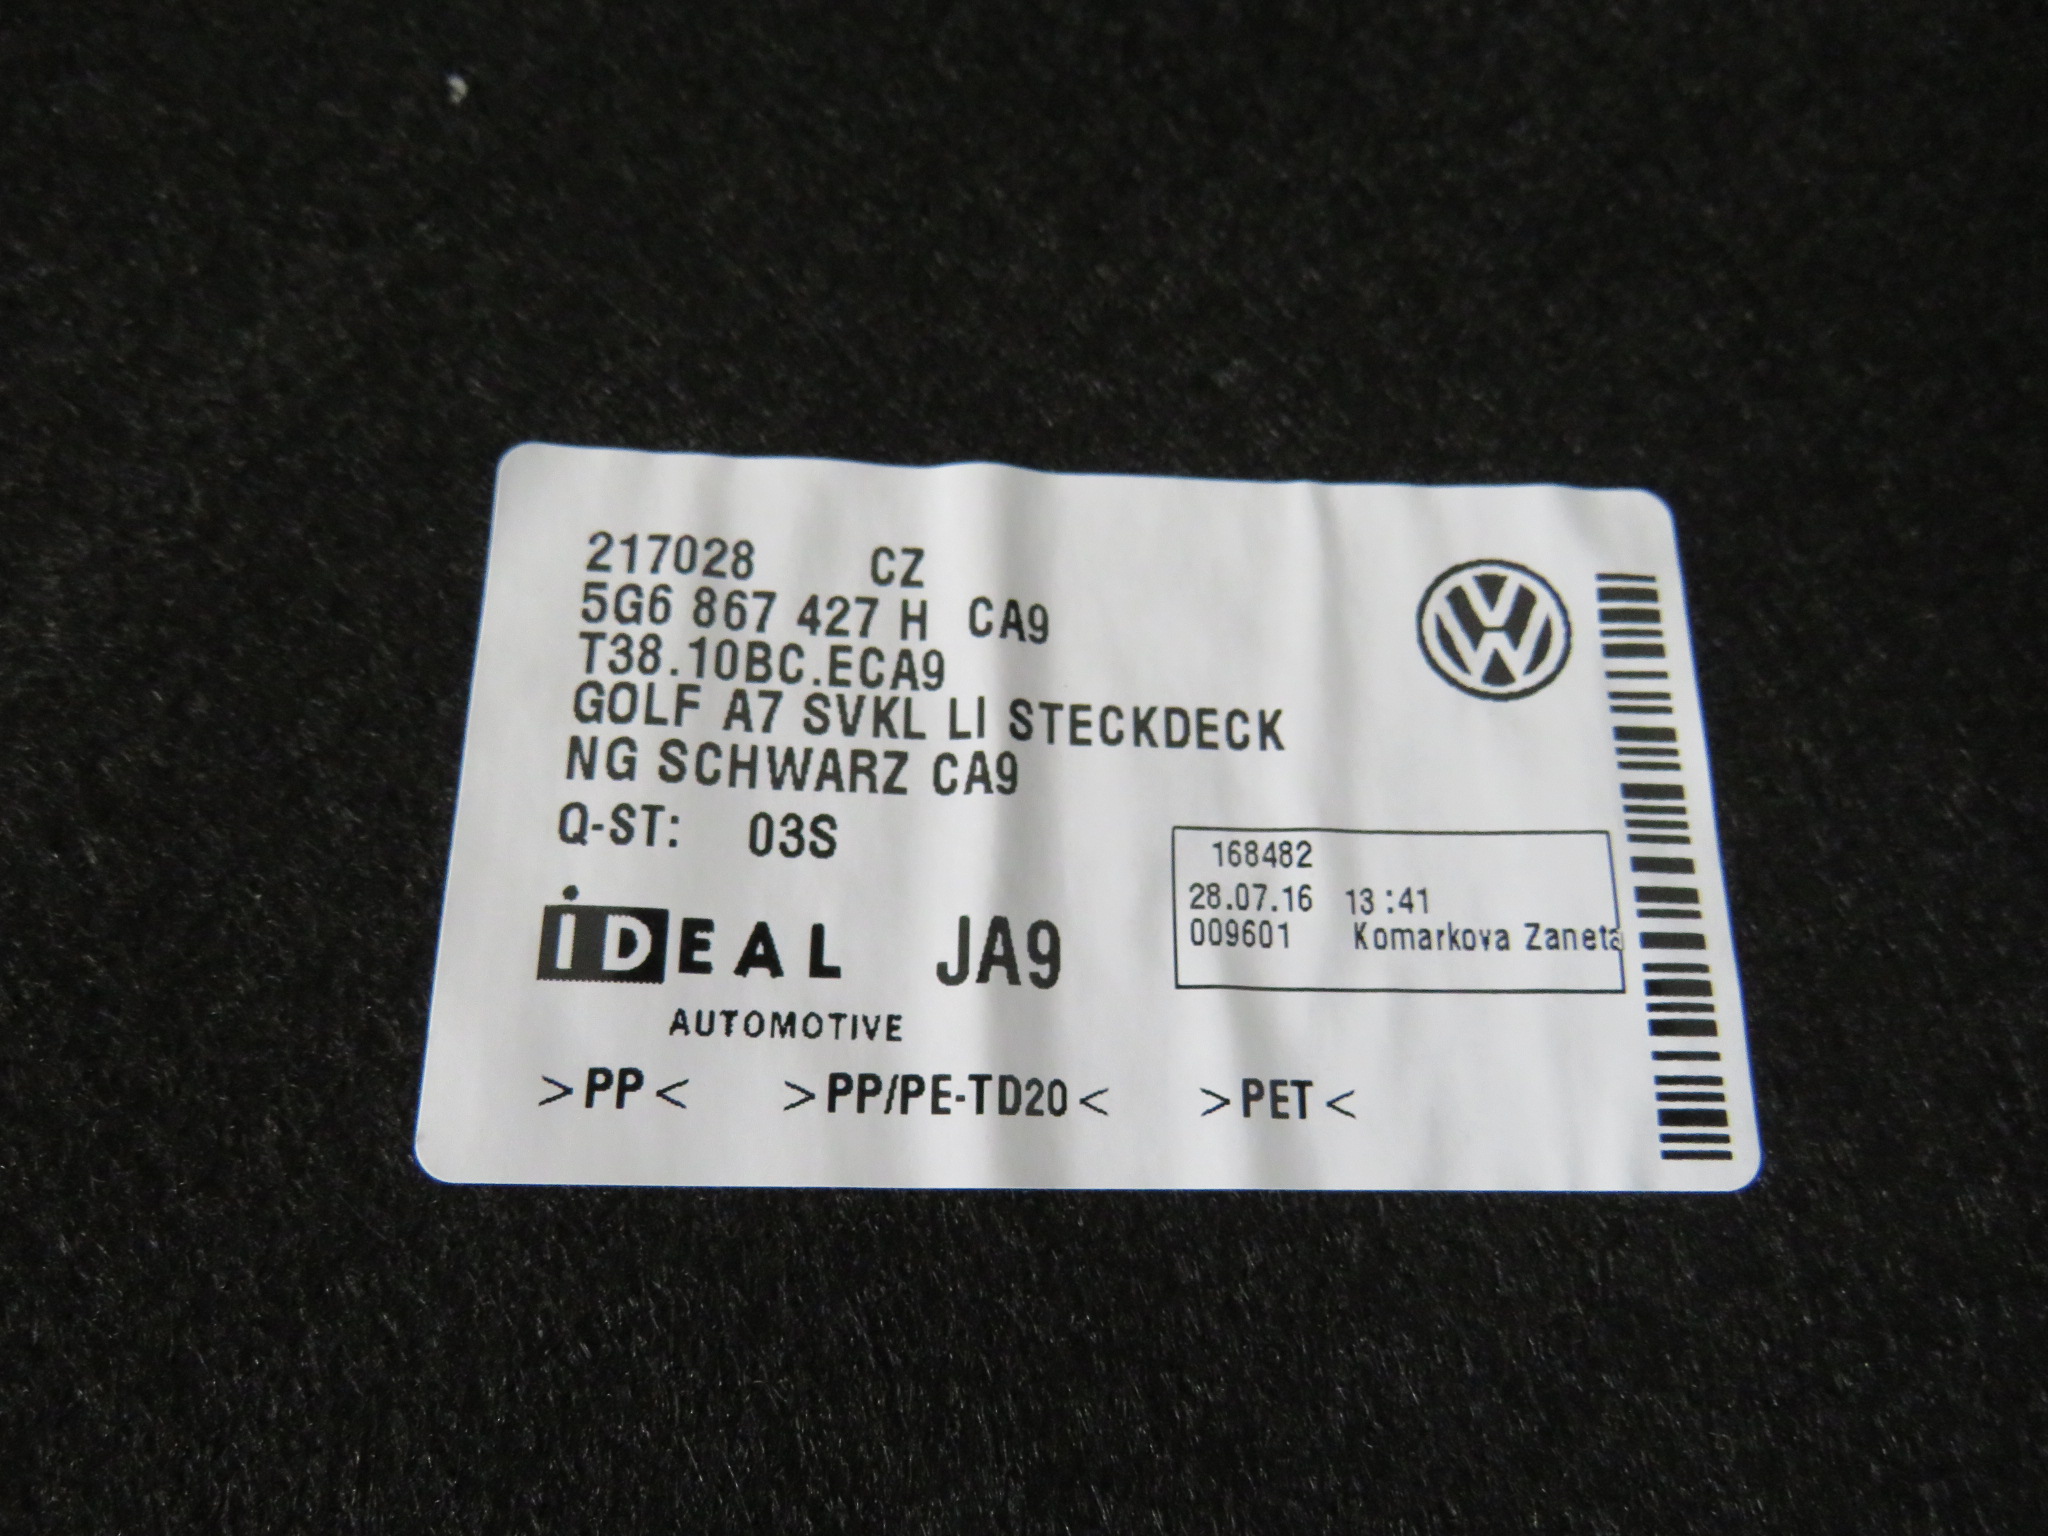 217028 CZ
5G6 867 427 H CA9
T38.10BC.ECA9
GOLF A7 SVKL LI STECKDECK
NG SCHWARZ CA9
Q-ST: 03S
168482
28.07.16 13:41
009601 Komarkova Zaneta
iDEAL JA9
AUTOMOTIVE
>PP< >PP/PE-TD20< >PET<
VW